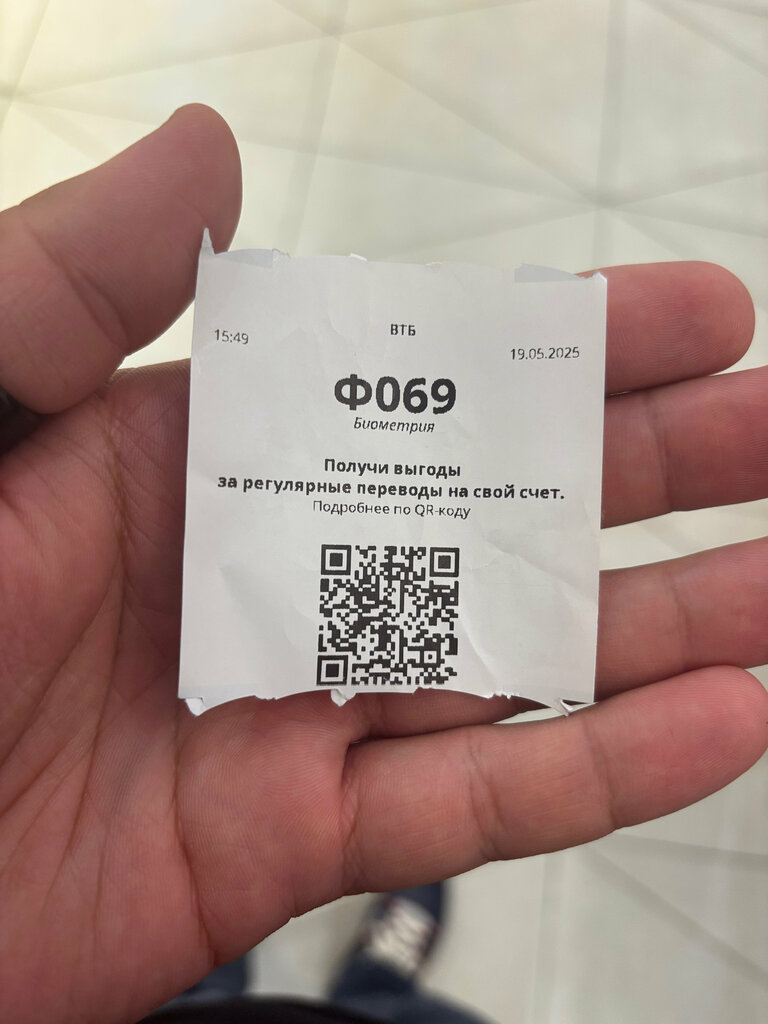 ВТБ
15:49
19.05.2025
Ф069
Биометрия
Получи выгоды
за регулярные переводы на свой счет.
Подробнее по QR-коду